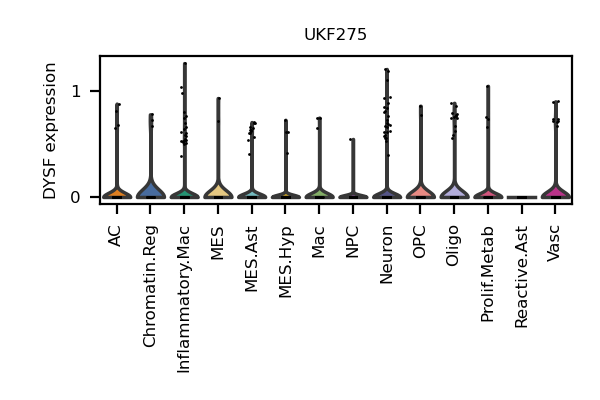 UKF275
DYSF expression
1
0
AC
Chromatin.Reg
Inflammatory.Mac
MES
MES.Ast
MES.Hyp
Mac
NPC
Neuron
OPC
Oligo
Prolif.Metab
Reactive.Ast
Vasc